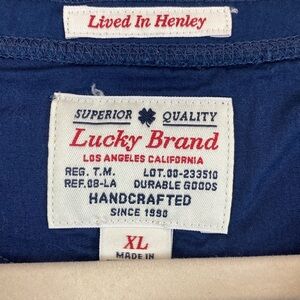 Lived In Henley
SUPERIOR QUALITY
Lucky Brand
LOS ANGELES CALIFORNIA
REG. T.M. LOT.00-233510
REF.08-LA DURABLE GOODS
HANDCRAFTED
SINCE 1990
XL
MADE IN